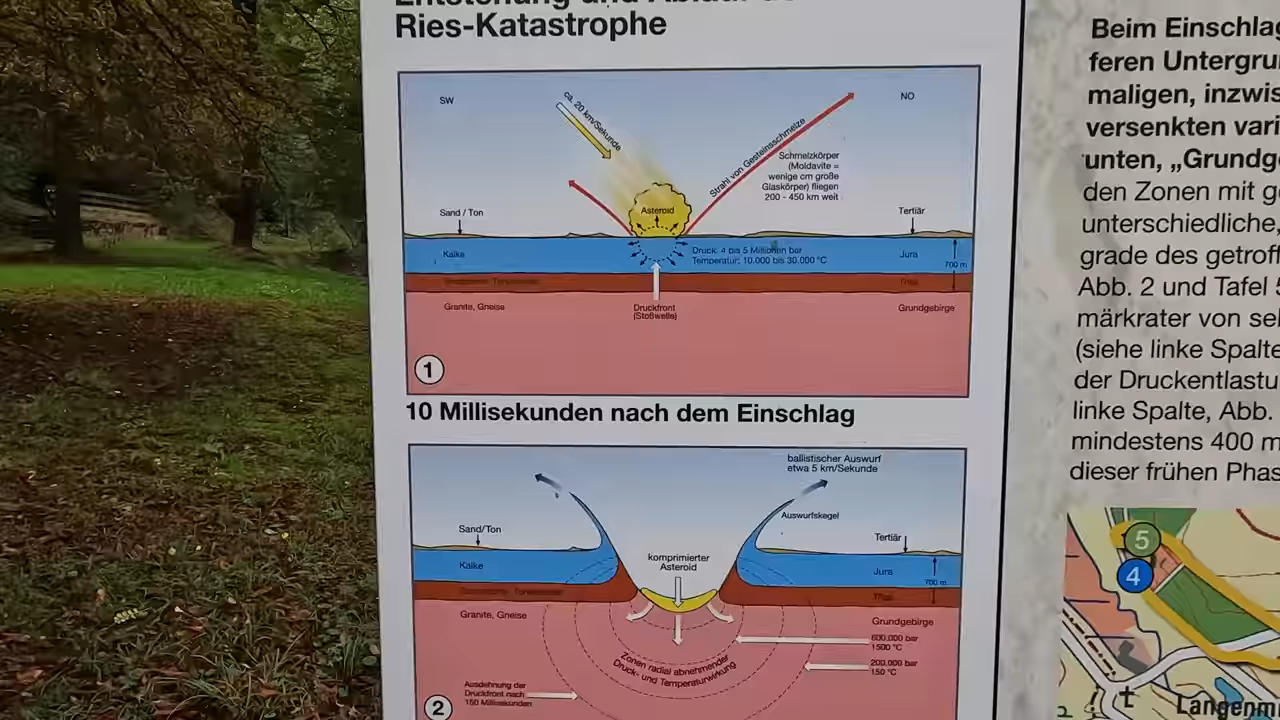 Entstehung und Ablauf de
Ries-Katastrophe
SW
ca. 20 km/Sekunde
NO
Strahl von Gesteinsschmelze
Schmelzkörper
(Moldavite =
wenige cm große
Glaskörper) fliegen
200 - 450 km weit
Asteroid
Sand / Ton
Tertiär
Kalke
Druck: 4 bis 5 Millionen bar
Temperatur: 10.000 bis 30.000 °C
Jura
700 m
Trias
Granite, Gneise
Druckfront
(Stoßwelle)
Grundgebirge
1
10 Millisekunden nach dem Einschlag
ballistischer Auswurf
etwa 5 km/Sekunde
Auswurfskegel
Sand/Ton
Tertiär
komprimierter
Asteroid
Kalke
Jura
700 m
Trias
Granite, Gneise
Grundgebirge
600.000 bar
1500 °C
Zonen radial abnehmender
Druck- und Temperaturwirkung
200.000 bar
150 °C
Ausdehnung der
Druckfront nach
150 Millisekunden
2
Beim Einschlag
feren Untergru
maligen, inzwis
versenkten vari
unten, „Grundge
den Zonen mit g
unterschiedliche,
grade des getroff
Abb. 2 und Tafel 5
märkrater von sel
(siehe linke Spalte
der Druckentlastu
linke Spalte, Abb.
mindestens 400 m
dieser frühen Phas
5
4
Langenm